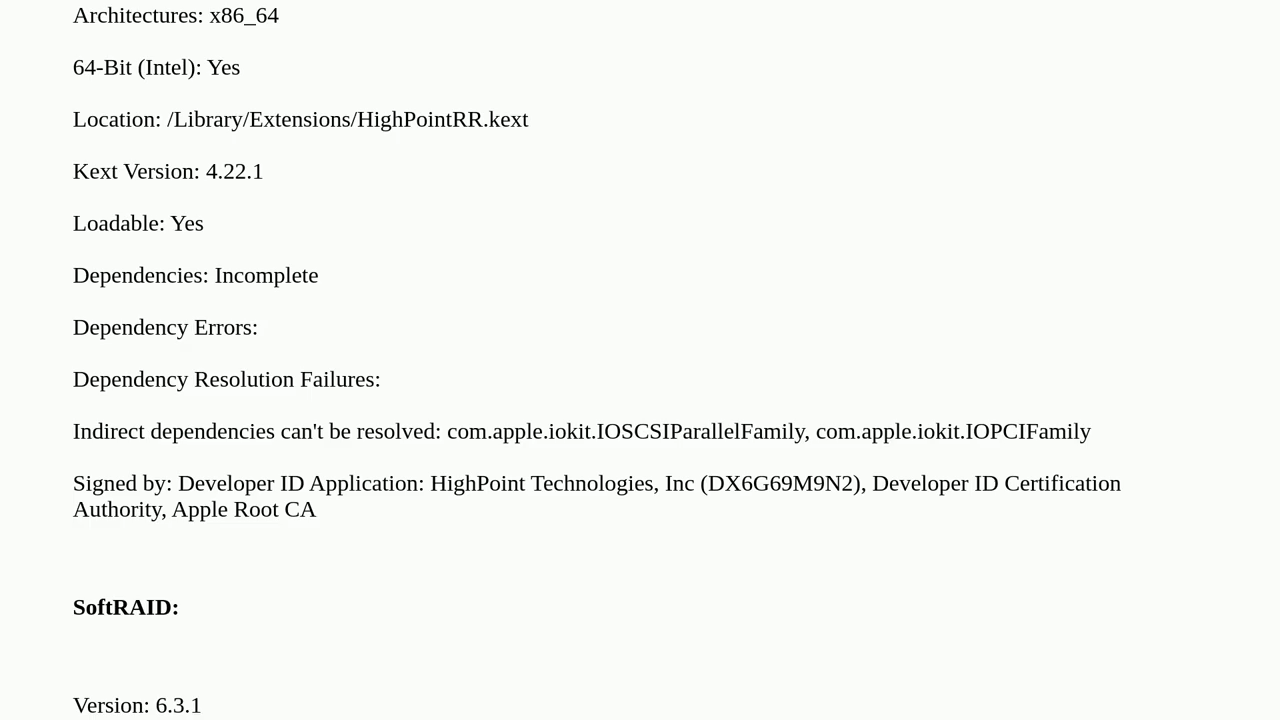 Architectures: x86_64
64-Bit (Intel): Yes
Location: /Library/Extensions/HighPointRR.kext
Kext Version: 4.22.1
Loadable: Yes
Dependencies: Incomplete
Dependency Errors:
Dependency Resolution Failures:
Indirect dependencies can't be resolved: com.apple.iokit.IOSCSIParallelFamily, com.apple.iokit.IOPCIFamily
Signed by: Developer ID Application: HighPoint Technologies, Inc (DX6G69M9N2), Developer ID Certification
Authority, Apple Root CA
SoftRAID:
Version: 6.3.1